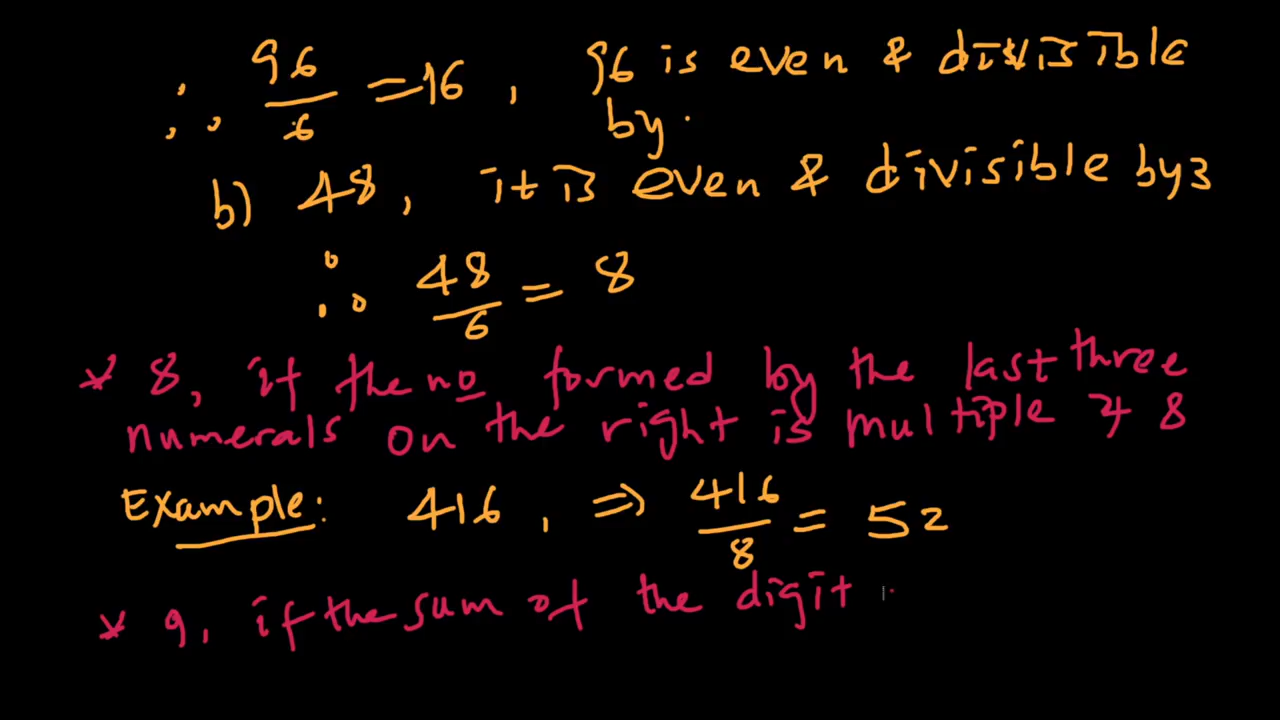 ∴ 96/6 = 16, 96 is even & divisible
by.
b) 48, it is even & divisible by 3
∴ 48/6 = 8
* 8, if the no formed by the last three
numerals on the right is multiple of 8
Example: 416, ⇒ 416/8 = 52
* 9, if the sum of the digit